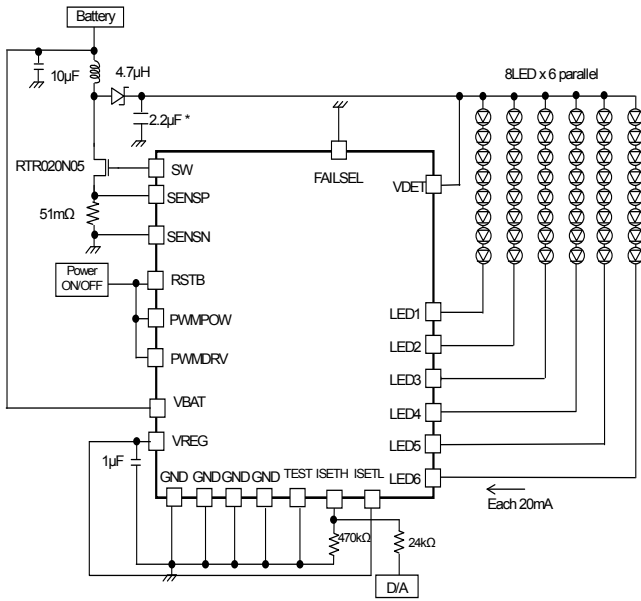 Battery
10µF
4.7µH
8LED x 6 parallel
2.2µF *
RTR020N05
SW
FAILSEL
SENSP
VDET
51mΩ
SENSN
Power
ON/OFF
RSTB
PWMPOW
LED1
PWMDRV
LED2
LED3
VBAT
LED4
VREG
LED5
1µF
GND GND GND GND TEST ISETH ISETL
LED6
Each 20mA
470kΩ
24kΩ
D/A